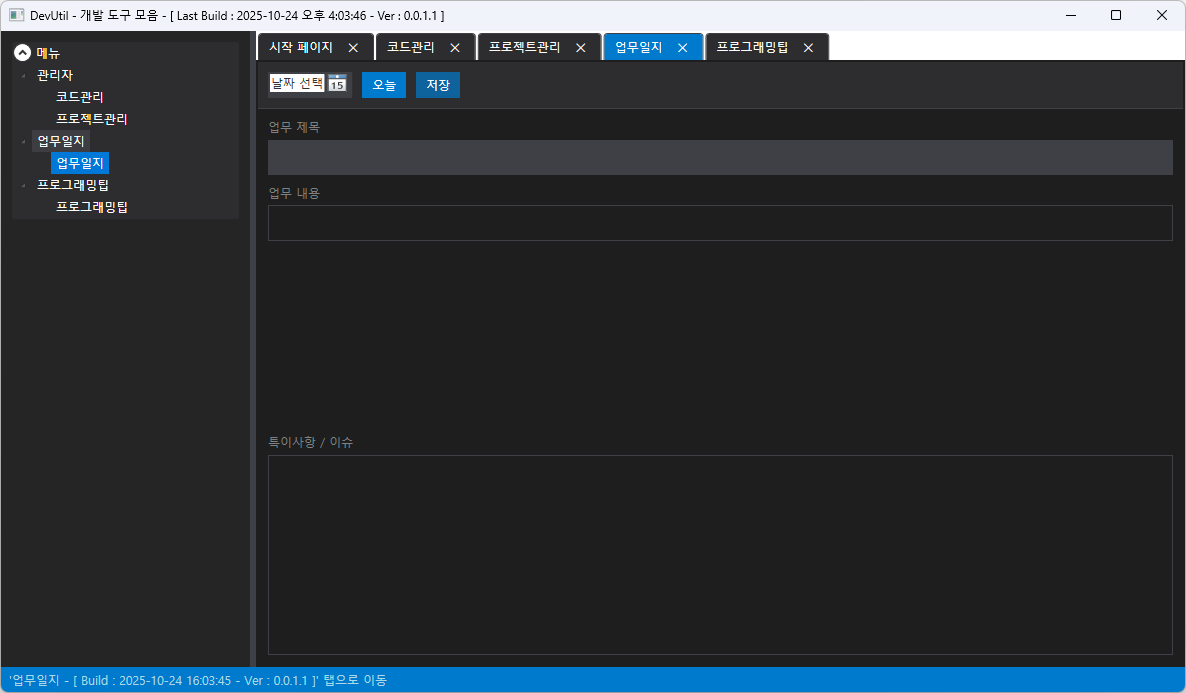 DevUtil - 개발 도구 모음 - [ Last Build : 2025-10-24 오후 4:03:46 - Ver : 0.0.1.1 ]
메뉴
관리자
코드관리
프로젝트관리
업무일지
업무일지
프로그래밍팁
프로그래밍팁
시작 페이지 코드관리 프로젝트관리 업무일지 프로그래밍팁
날짜 선택 15 오늘 저장
업무 제목
업무 내용
특이사항 / 이슈
'업무일지 - [ Build : 2025-10-24 16:03:45 - Ver : 0.0.1.1 ]' 탭으로 이동